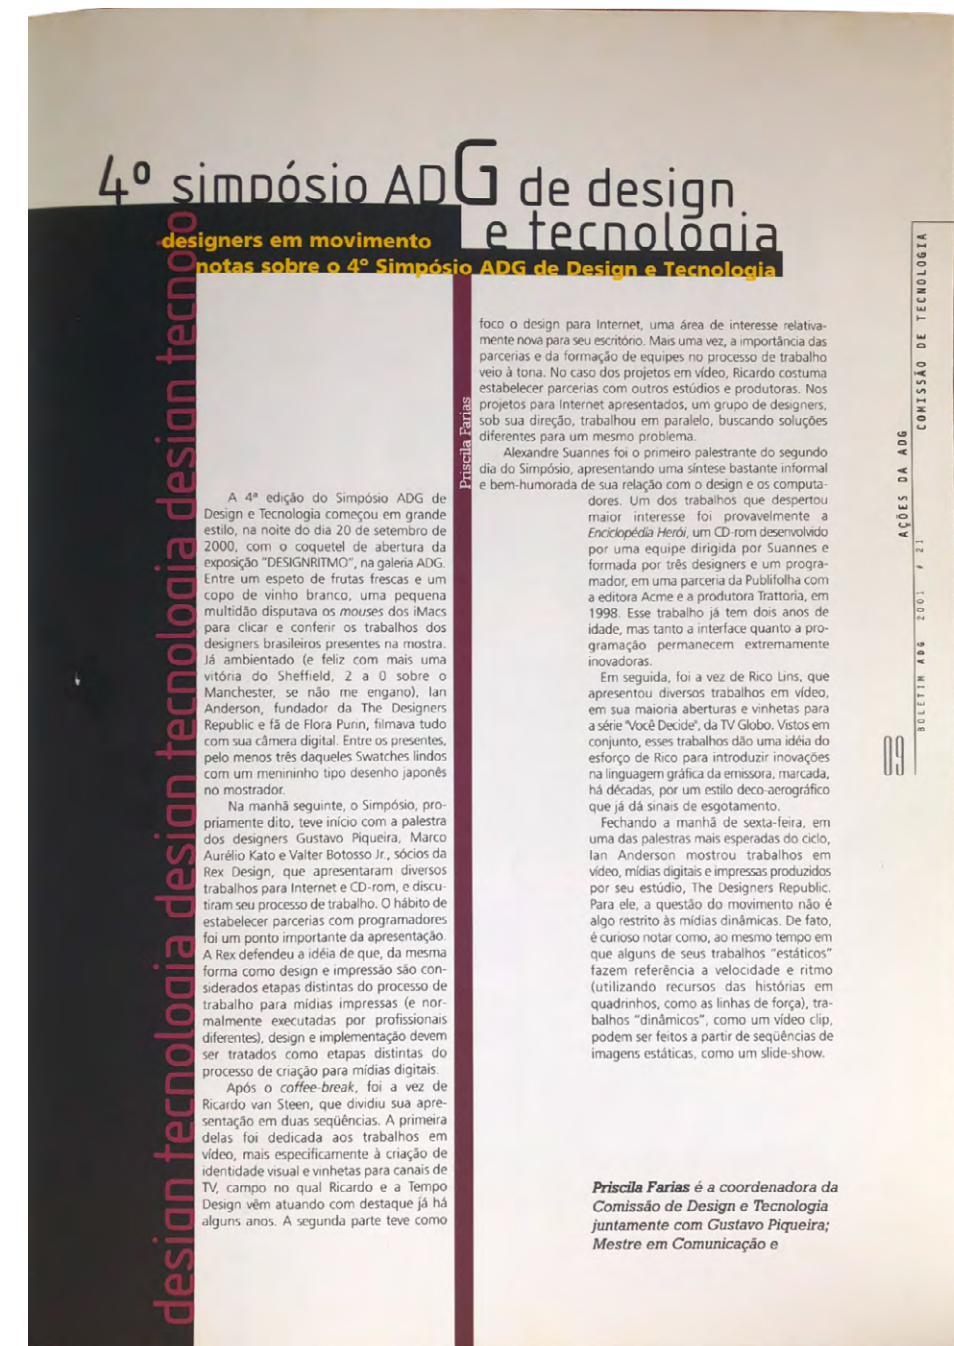 4º simpósio ADG de design
e tecnologia
designers em movimento
notas sobre o 4º Simpósio ADG de Design e Tecnologia
design tecnologia design tecnologia design tecnologia design tecno
Priscila Farias
A 4ª edição do Simpósio ADG de
Design e Tecnologia começou em grande
estilo, na noite do dia 20 de setembro de
2000, com o coquetel de abertura da
exposição "DESIGNRITMO", na galeria ADG.
Entre um espeto de frutas frescas e um
copo de vinho branco, uma pequena
multidão disputava os mouses dos iMacs
para clicar e conferir os trabalhos dos
designers brasileiros presentes na mostra.
Já ambientado (e feliz com mais uma
vitória do Sheffield, 2 a 0 sobre o
Manchester, se não me engano), Ian
Anderson, fundador da The Designers
Republic e fã de Flora Purin, filmava tudo
com sua câmera digital. Entre os presentes,
pelo menos três daqueles Swatches lindos
com um menininho tipo desenho japonês
no mostrador.
Na manhã seguinte, o Simpósio, pro-
priamente dito, teve início com a palestra
dos designers Gustavo Piqueira, Marco
Aurélio Kato e Valter Botosso Jr., sócios da
Rex Design, que apresentaram diversos
trabalhos para Internet e CD-rom, e discu-
tiram seu processo de trabalho. O hábito de
estabelecer parcerias com programadores
foi um ponto importante da apresentação.
A Rex defendeu a idéia de que, da mesma
forma como design e impressão são con-
siderados etapas distintas do processo de
trabalho para mídias impressas (e nor-
malmente executadas por profissionais
diferentes), design e implementação devem
ser tratados como etapas distintas do
processo de criação para mídias digitais.
Após o coffee-break, foi a vez de
Ricardo van Steen, que dividiu sua apre-
sentação em duas seqüências. A primeira
delas foi dedicada aos trabalhos em
vídeo, mais especificamente à criação de
identidade visual e vinhetas para canais de
TV, campo no qual Ricardo e a Tempo
Design vêm atuando com destaque já há
alguns anos. A segunda parte teve como
foco o design para Internet, uma área de interesse relativa-
mente nova para seu escritório. Mais uma vez, a importância das
parcerias e da formação de equipes no processo de trabalho
veio à tona. No caso dos projetos em vídeo, Ricardo costuma
estabelecer parcerias com outros estúdios e produtoras. Nos
projetos para Internet apresentados, um grupo de designers,
sob sua direção, trabalhou em paralelo, buscando soluções
diferentes para um mesmo problema.
Alexandre Suannes foi o primeiro palestrante do segundo
dia do Simpósio, apresentando uma síntese bastante informal
e bem-humorada de sua relação com o design e os computa-
dores. Um dos trabalhos que despertou
maior interesse foi provavelmente a
Enciclopédia Herói, um CD-rom desenvolvido
por uma equipe dirigida por Suannes e
formada por três designers e um progra-
mador, em uma parceria da Publifolha com
a editora Acme e a produtora Trattoria, em
1998. Esse trabalho já tem dois anos de
idade, mas tanto a interface quanto a pro-
gramação permanecem extremamente
inovadoras.
Em seguida, foi a vez de Rico Lins, que
apresentou diversos trabalhos em vídeo,
em sua maioria aberturas e vinhetas para
a série "Você Decide", da TV Globo. Vistos em
conjunto, esses trabalhos dão uma idéia do
esforço de Rico para introduzir inovações
na linguagem gráfica da emissora, marcada,
há décadas, por um estilo deco-aerográfico
que já dá sinais de esgotamento.
Fechando a manhã de sexta-feira, em
uma das palestras mais esperadas do ciclo,
Ian Anderson mostrou trabalhos em
vídeo, mídias digitais e impressas produzidos
por seu estúdio, The Designers Republic.
Para ele, a questão do movimento não é
algo restrito às mídias dinâmicas. De fato,
é curioso notar como, ao mesmo tempo em
que alguns de seus trabalhos "estáticos"
fazem referência a velocidade e ritmo
(utilizando recursos das histórias em
quadrinhos, como as linhas de força), tra-
balhos "dinâmicos", como um vídeo clip,
podem ser feitos a partir de seqüências de
imagens estáticas, como um slide-show.
Priscila Farias é a coordenadora da
Comissão de Design e Tecnologia
juntamente com Gustavo Piqueira;
Mestre em Comunicação e
AÇÕES DA ADG
COMISSÃO DE TECNOLOGIA
BOLETIM ADG 2001 # 21
09